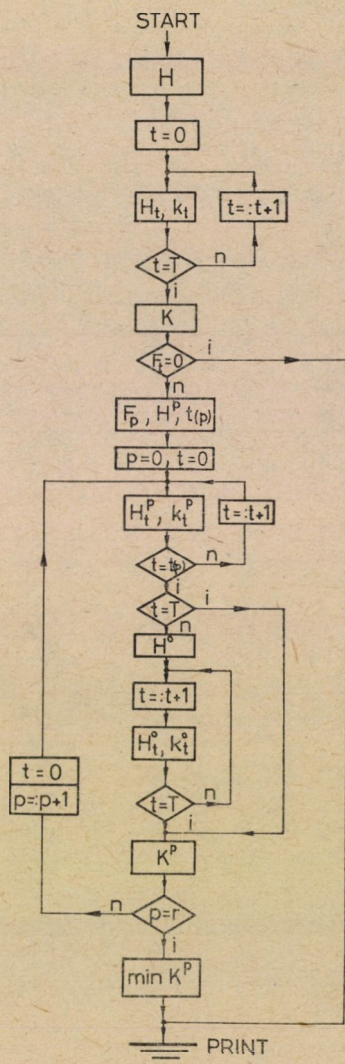 START
H
t=0
Hₜ, kₜ
t=:t+1
t=T
n
i
K
Fₜ=0
i
n
Fₚ, Hᵖ, t(p)
p=0, t=0
Hₜᵖ, kₜᵖ
t=:t+1
t=t(p)
n
i
t=T
i
n
H°
t=:t+1
Hₜ°, kₜ°
t=0
p=:p+1
t=T
n
i
Kᵖ
n
p=r
i
min Kᵖ
PRINT